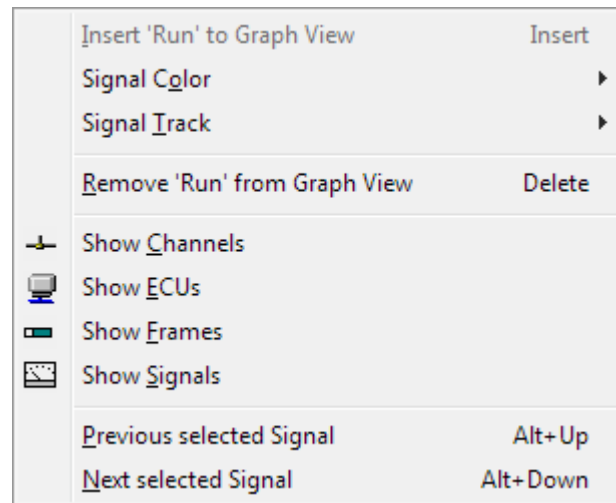 Insert 'Run' to Graph View Insert
Signal Color
Signal Track
Remove 'Run' from Graph View Delete
Show Channels
Show ECUs
Show Frames
Show Signals
Previous selected Signal Alt+Up
Next selected Signal Alt+Down